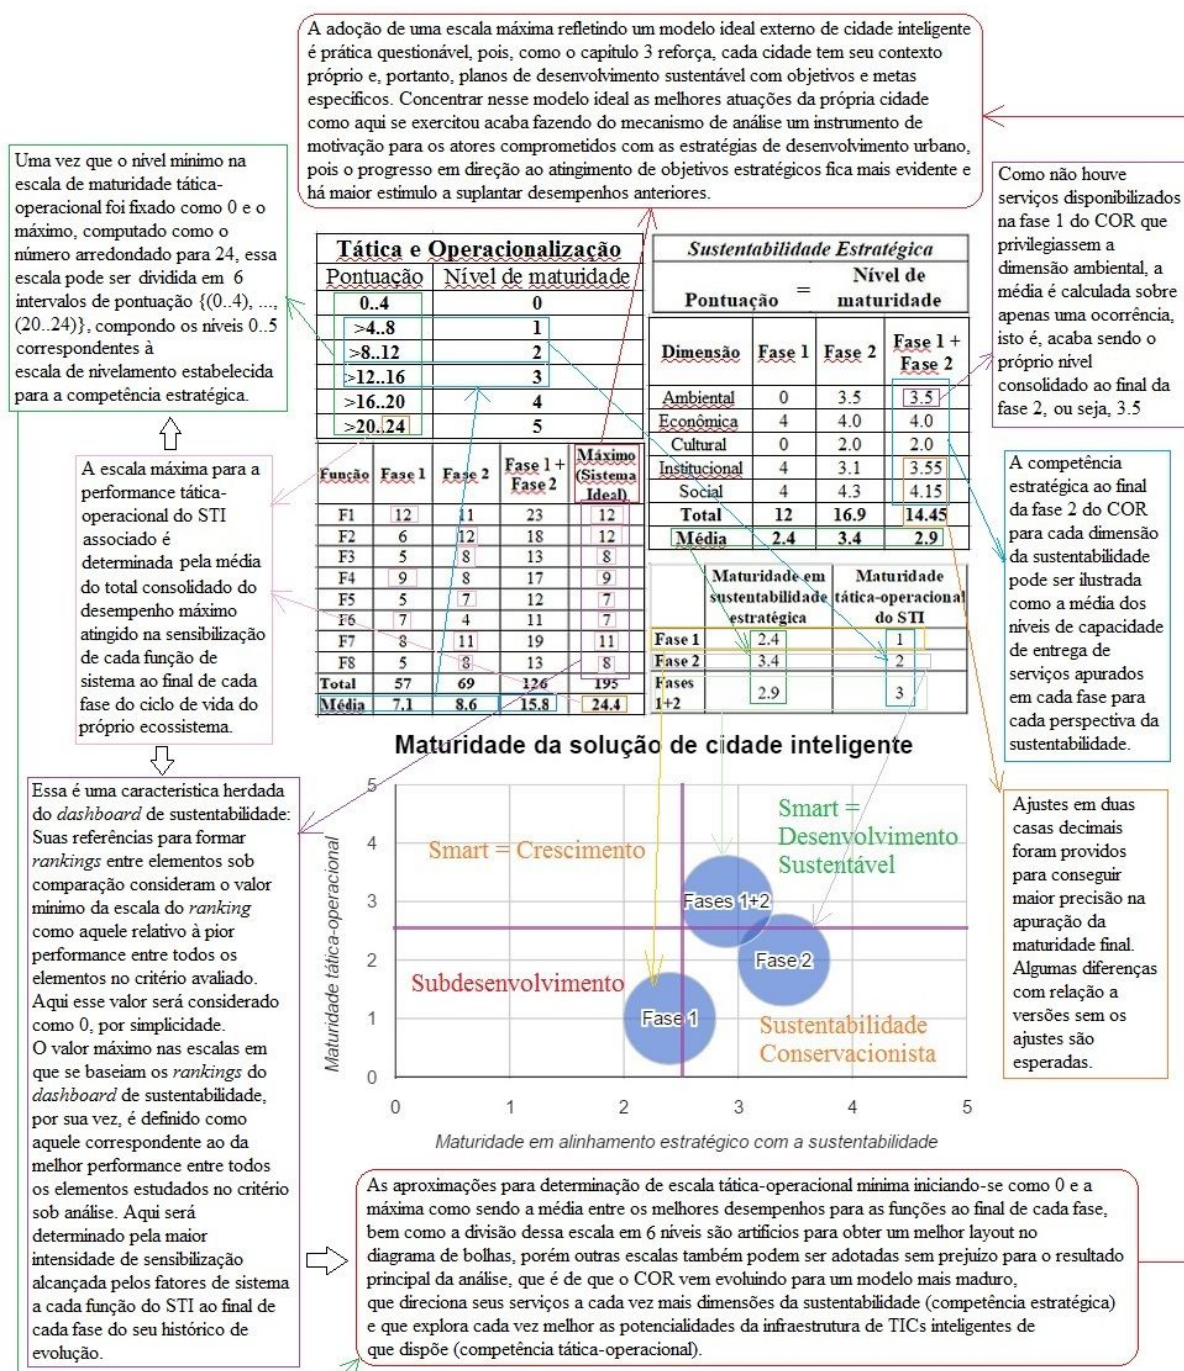 A adoção de uma escala máxima refletindo um modelo ideal externo de cidade inteligente
é prática questionável, pois, como o capítulo 3 reforça, cada cidade tem seu contexto
próprio e, portanto, planos de desenvolvimento sustentável com objetivos e metas
específicos. Concentrar nesse modelo ideal as melhores atuações da própria cidade
como aqui se exercitou acaba fazendo do mecanismo de análise um instrumento de
motivação para os atores comprometidos com as estratégias de desenvolvimento urbano,
pois o progresso em direção ao atingimento de objetivos estratégicos fica mais evidente e
há maior estímulo a suplantar desempenhos anteriores.
Uma vez que o nível mínimo na
escala de maturidade tática-
operacional foi fixado como 0 e o
máximo, computado como o
número arredondado para 24, essa
escala pode ser dividida em 6
intervalos de pontuação {(0..4), ...,
(20..24)}, compondo os níveis 0..5
correspondentes à
escala de nivelamento estabelecida
para a competência estratégica.
A escala máxima para a
performance tática-
operacional do STI
associado é
determinada pela média
do total consolidado do
desempenho máximo
atingido na sensibilização
de cada função de
sistema ao final de cada
fase do ciclo de vida do
próprio ecossistema.
Essa é uma característica herdada
do dashboard de sustentabilidade:
Suas referências para formar
rankings entre elementos sob
comparação consideram o valor
mínimo da escala do ranking
como aquele relativo à pior
performance entre todos os
elementos no critério avaliado.
Aqui esse valor será considerado
como 0, por simplicidade.
O valor máximo nas escalas em
que se baseiam os rankings do
dashboard de sustentabilidade,
por sua vez, é definido como
aquele correspondente ao da
melhor performance entre todos
os elementos estudados no critério
sob análise. Aqui será
determinado pela maior
intensidade de sensibilização
alcançada pelos fatores de sistema
a cada função do STI ao final de
cada fase do seu histórico de
evolução.
Tática e Operacionalização
Pontuação Nível de maturidade
0..4 0
>4..8 1
>8..12 2
>12..16 3
>16..20 4
>20..24 5
Função Fase 1 Fase 2 Fase 1 + Fase 2 Máximo (Sistema Ideal)
F1 12 11 23 12
F2 6 12 18 12
F3 5 8 13 8
F4 9 8 17 9
F5 5 7 12 7
F6 7 4 11 7
F7 8 11 19 11
F8 5 8 13 8
Total 57 69 126 195
Média 7.1 8.6 15.8 24.4
Sustentabilidade Estratégica
Pontuação = Nível de maturidade
Dimensão Fase 1 Fase 2 Fase 1 + Fase 2
Ambiental 0 3.5 3.5
Econômica 4 4.0 4.0
Cultural 0 2.0 2.0
Institucional 4 3.1 3.55
Social 4 4.3 4.15
Total 12 16.9 14.45
Média 2.4 3.4 2.9
Maturidade em sustentabilidade estratégica Maturidade tática-operacional do STI
Fase 1 2.4 1
Fase 2 3.4 2
Fases 1+2 2.9 3
Como não houve
serviços disponibilizados
na fase 1 do COR que
privilegiassem a
dimensão ambiental, a
média é calculada sobre
apenas uma ocorrência,
isto é, acaba sendo o
próprio nível
consolidado ao final da
fase 2, ou seja, 3.5
A competência
estratégica ao final
da fase 2 do COR
para cada dimensão
da sustentabilidade
pode ser ilustrada
como a média dos
níveis de capacidade
de entrega de
serviços apurados
em cada fase para
cada perspectiva da
sustentabilidade.
Ajustes em duas
casas decimais
foram providos
para conseguir
maior precisão na
apuração da
maturidade final.
Algumas diferenças
com relação a
versões sem os
ajustes são
esperadas.
Maturidade da solução de cidade inteligente
Maturidade tática-operacional
5
4
3
2
1
0
Smart = Crescimento
Smart =
Desenvolvimento
Sustentável
Fases 1+2
Fase 2
Subdesenvolvimento
Fase 1
Sustentabilidade
Conservacionista
0 1 2 3 4 5
Maturidade em alinhamento estratégico com a sustentabilidade
As aproximações para determinação de escala tática-operacional mínima iniciando-se como 0 e a
máxima como sendo a média entre os melhores desempenhos para as funções ao final de cada fase,
bem como a divisão dessa escala em 6 níveis são artifícios para obter um melhor layout no
diagrama de bolhas, porém outras escalas também podem ser adotadas sem prejuízo para o resultado
principal da análise, que é de que o COR vem evoluindo para um modelo mais maduro,
que direciona seus serviços a cada vez mais dimensões da sustentabilidade (competência estratégica)
e que explora cada vez melhor as potencialidades da infraestrutura de TICs inteligentes de
que dispõe (competência tática-operacional).